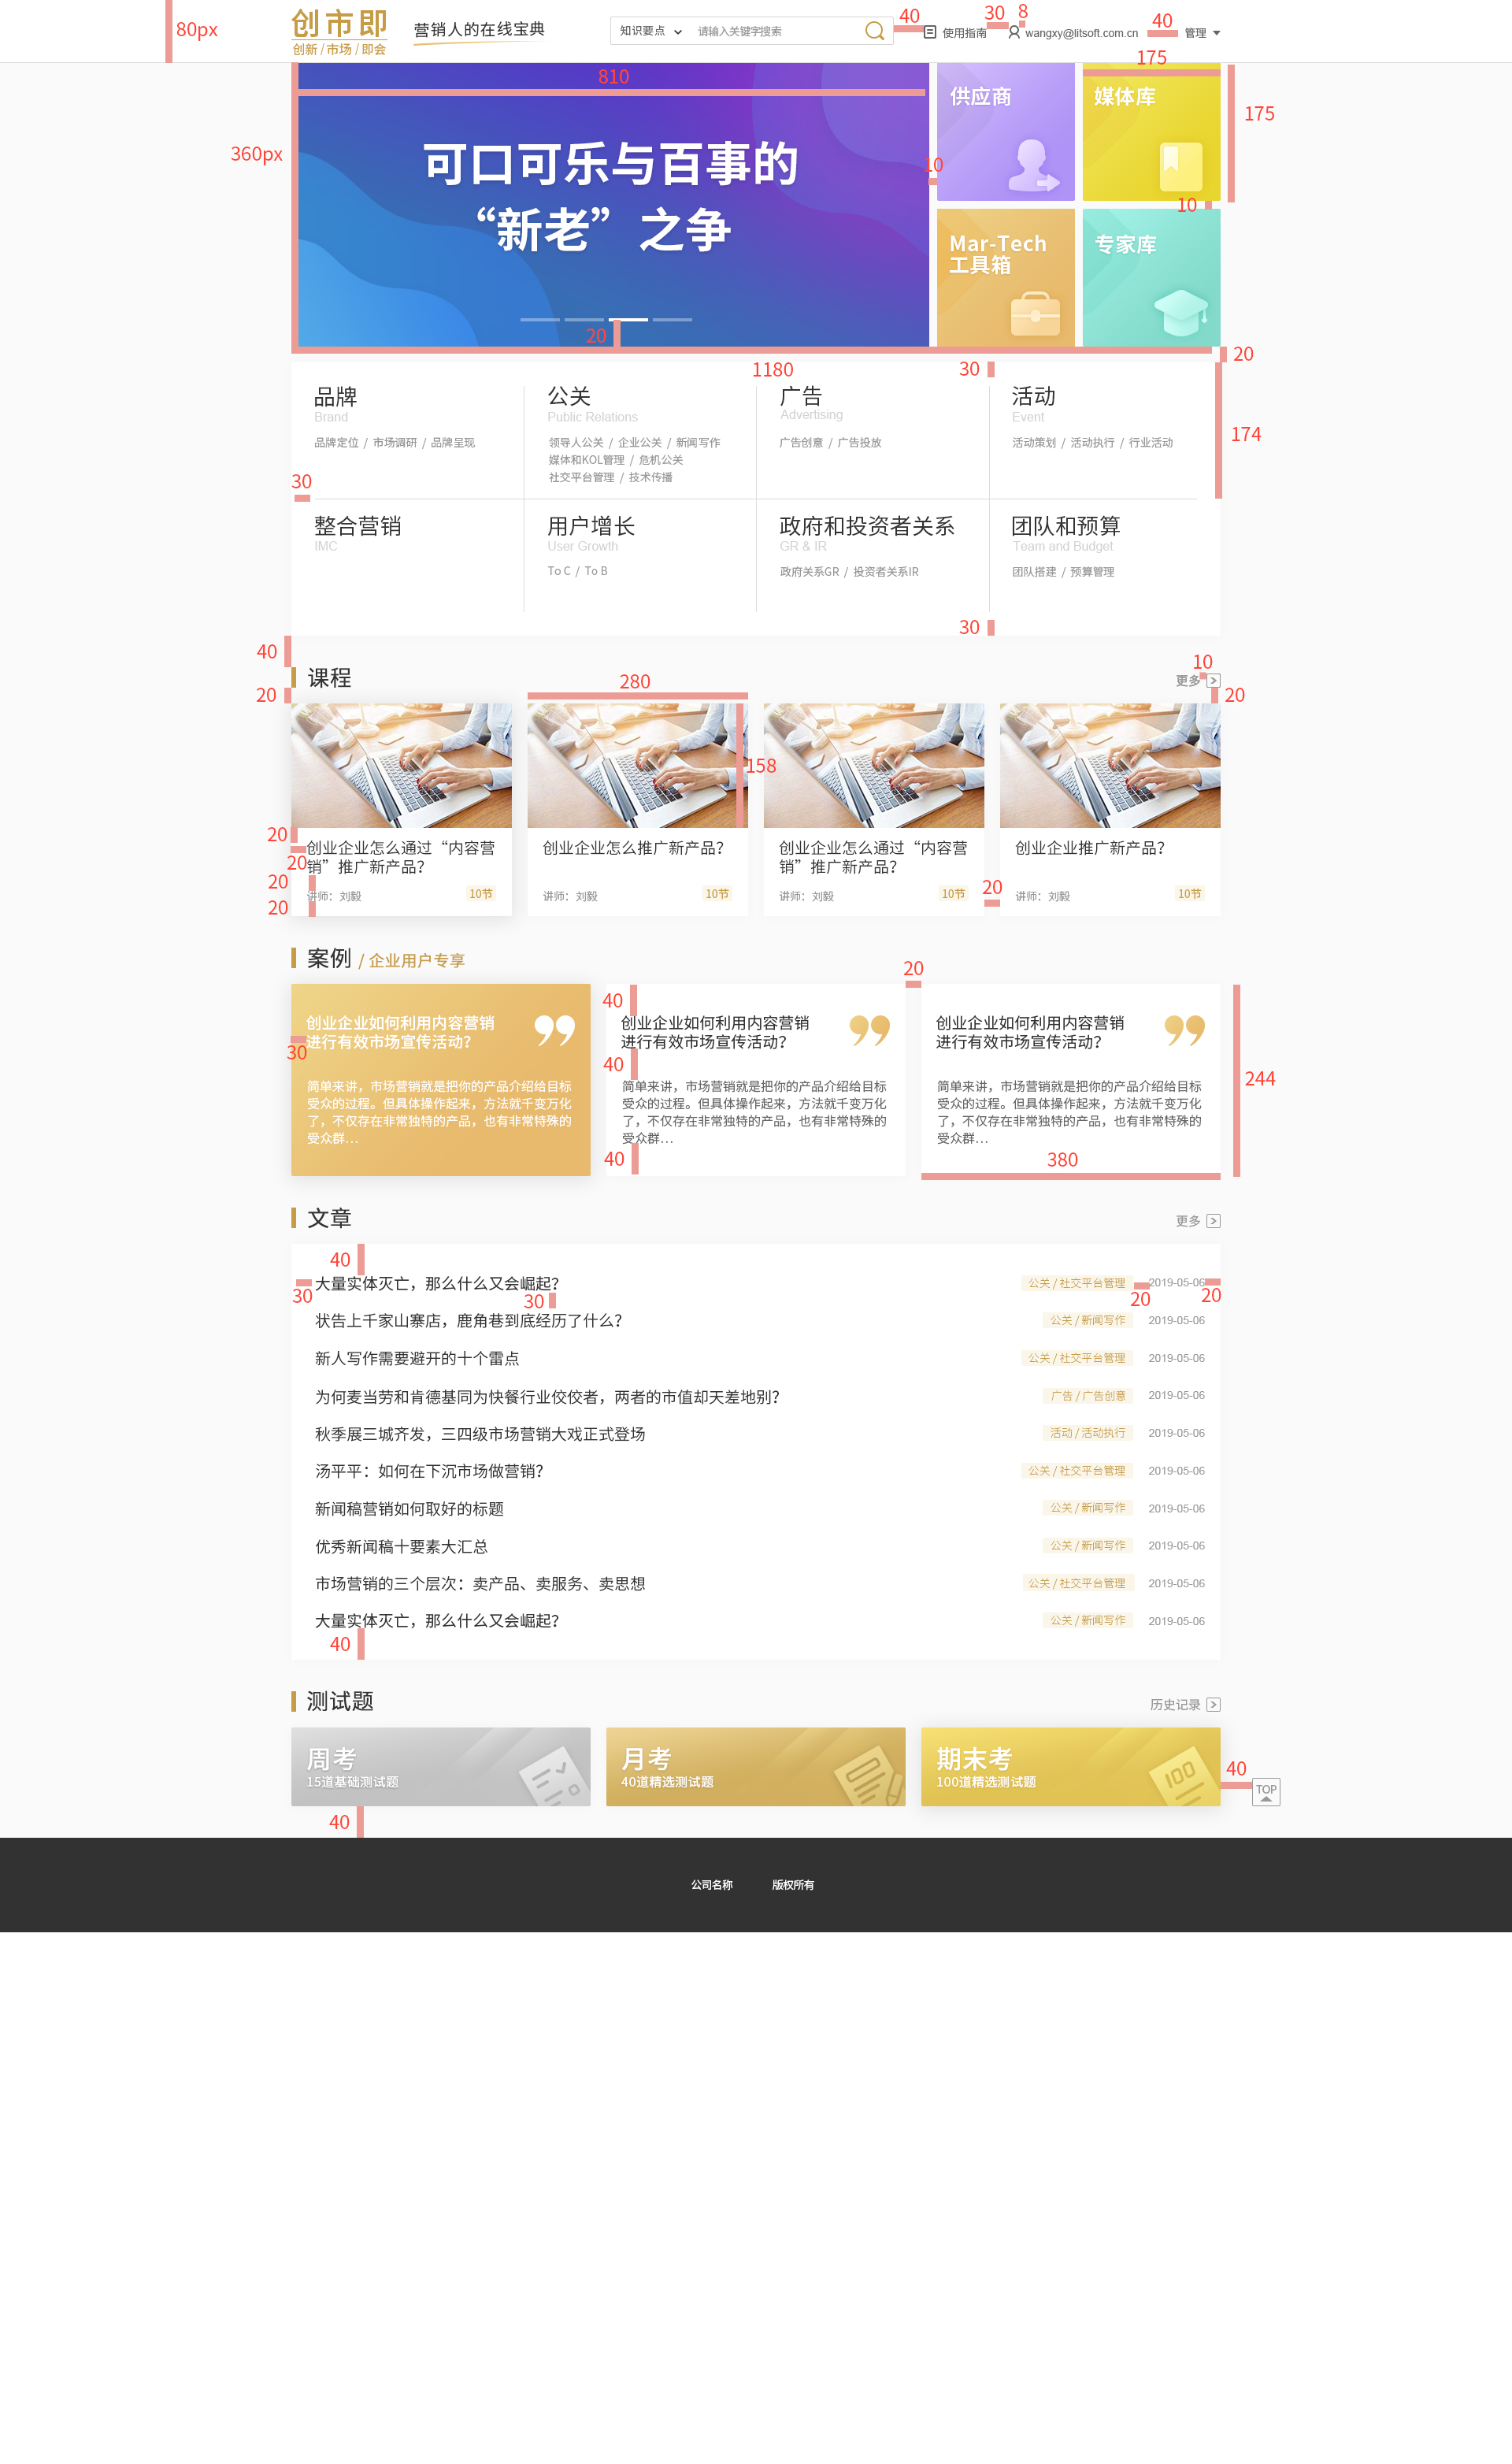 80px
创市即
创新 / 市场 / 即会
营销人的在线宝典
知识要点
请输入关键字搜索
40
使用指南
30
8
wangxy@litsoft.com.cn
40
管理
175
810
360px
可口可乐与百事的
“新老”之争
20
10
供应商
媒体库
175
10
Mar-Tech
工具箱
专家库
20
1180
30
品牌
Brand
品牌定位 / 市场调研 / 品牌呈现
公关
Public Relations
领导人公关 / 企业公关 / 新闻写作
媒体和KOL管理 / 危机公关
社交平台管理 / 技术传播
广告
Advertising
广告创意 / 广告投放
活动
Event
活动策划 / 活动执行 / 行业活动
174
30
整合营销
IMC
用户增长
User Growth
To C / To B
政府和投资者关系
GR & IR
政府关系GR / 投资者关系IR
团队和预算
Team and Budget
团队搭建 / 预算管理
30
40
课程
10
更多
20
280
20
158
20
20
创业企业怎么通过“内容营
销”推广新产品?
20
讲师：刘毅
10节
20
创业企业怎么推广新产品?
讲师：刘毅
10节
创业企业怎么通过“内容营
销”推广新产品?
讲师：刘毅
10节
20
创业企业推广新产品?
讲师：刘毅
10节
案例 / 企业用户专享
20
创业企业如何利用内容营销
进行有效市场宣传活动?
30
简单来讲，市场营销就是把你的产品介绍给目标
受众的过程。但具体操作起来，方法就千变万化
了，不仅存在非常独特的产品，也有非常特殊的
受众群...
40
创业企业如何利用内容营销
进行有效市场宣传活动?
40
简单来讲，市场营销就是把你的产品介绍给目标
受众的过程。但具体操作起来，方法就千变万化
了，不仅存在非常独特的产品，也有非常特殊的
受众群...
40
创业企业如何利用内容营销
进行有效市场宣传活动?
简单来讲，市场营销就是把你的产品介绍给目标
受众的过程。但具体操作起来，方法就千变万化
了，不仅存在非常独特的产品，也有非常特殊的
受众群...
380
244
文章
更多
40
大量实体灭亡，那么什么又会崛起?
公关 / 社交平台管理
2019-05-06
30
30
20
20
状告上千家山寨店，鹿角巷到底经历了什么?
公关 / 新闻写作
2019-05-06
新人写作需要避开的十个雷点
公关 / 社交平台管理
2019-05-06
为何麦当劳和肯德基同为快餐行业佼佼者，两者的市值却天差地别?
广告 / 广告创意
2019-05-06
秋季展三城齐发，三四级市场营销大戏正式登场
活动 / 活动执行
2019-05-06
汤平平：如何在下沉市场做营销?
公关 / 社交平台管理
2019-05-06
新闻稿营销如何取好的标题
公关 / 新闻写作
2019-05-06
优秀新闻稿十要素大汇总
公关 / 新闻写作
2019-05-06
市场营销的三个层次：卖产品、卖服务、卖思想
公关 / 社交平台管理
2019-05-06
大量实体灭亡，那么什么又会崛起?
公关 / 新闻写作
2019-05-06
40
测试题
历史记录
周考
15道基础测试题
月考
40道精选测试题
期末考
100道精选测试题
100
40
TOP
40
公司名称
版权所有